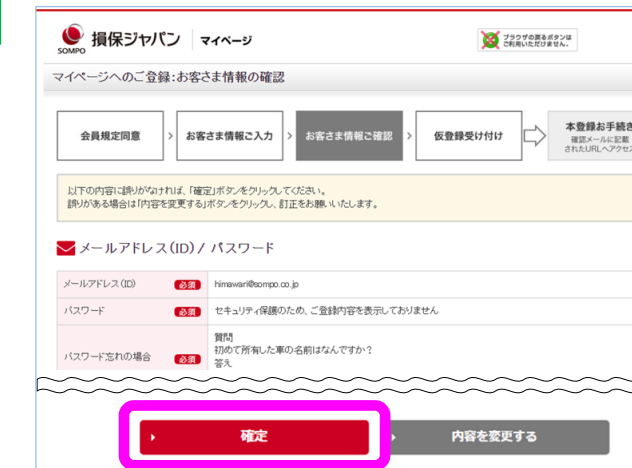 損保ジャパン マイページ
SOMPO
ブラウザの戻るボタンは
ご利用いただけません。
マイページへのご登録:お客さま情報の確認
会員規定同意 お客さま情報ご入力 お客さま情報ご確認 仮登録受け付け 本登録お手続き
確認メールに記載
されたURLへアクセス
以下の内容に誤りがなければ、「確定」ボタンをクリックしてください。
誤りがある場合は「内容を変更する」ボタンをクリックし、訂正をお願いいたします。
メールアドレス(ID) / パスワード
メールアドレス(ID) 必須 himawari@sompo.co.jp
パスワード 必須 セキュリティ保護のため、ご登録内容を表示しておりません
質問
パスワード忘れの場合 必須 初めて所有した車の名前はなんですか?
答え
確定 内容を変更する